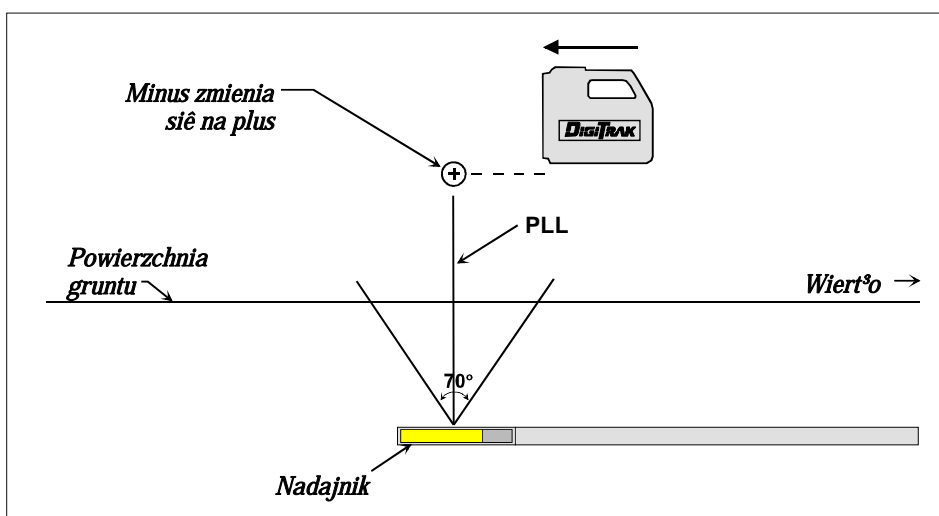 Minus zmienia
siê na plus
DIGITRAK
PLL
Powierzchnia
gruntu
Wiert³o
70°
Nadajnik